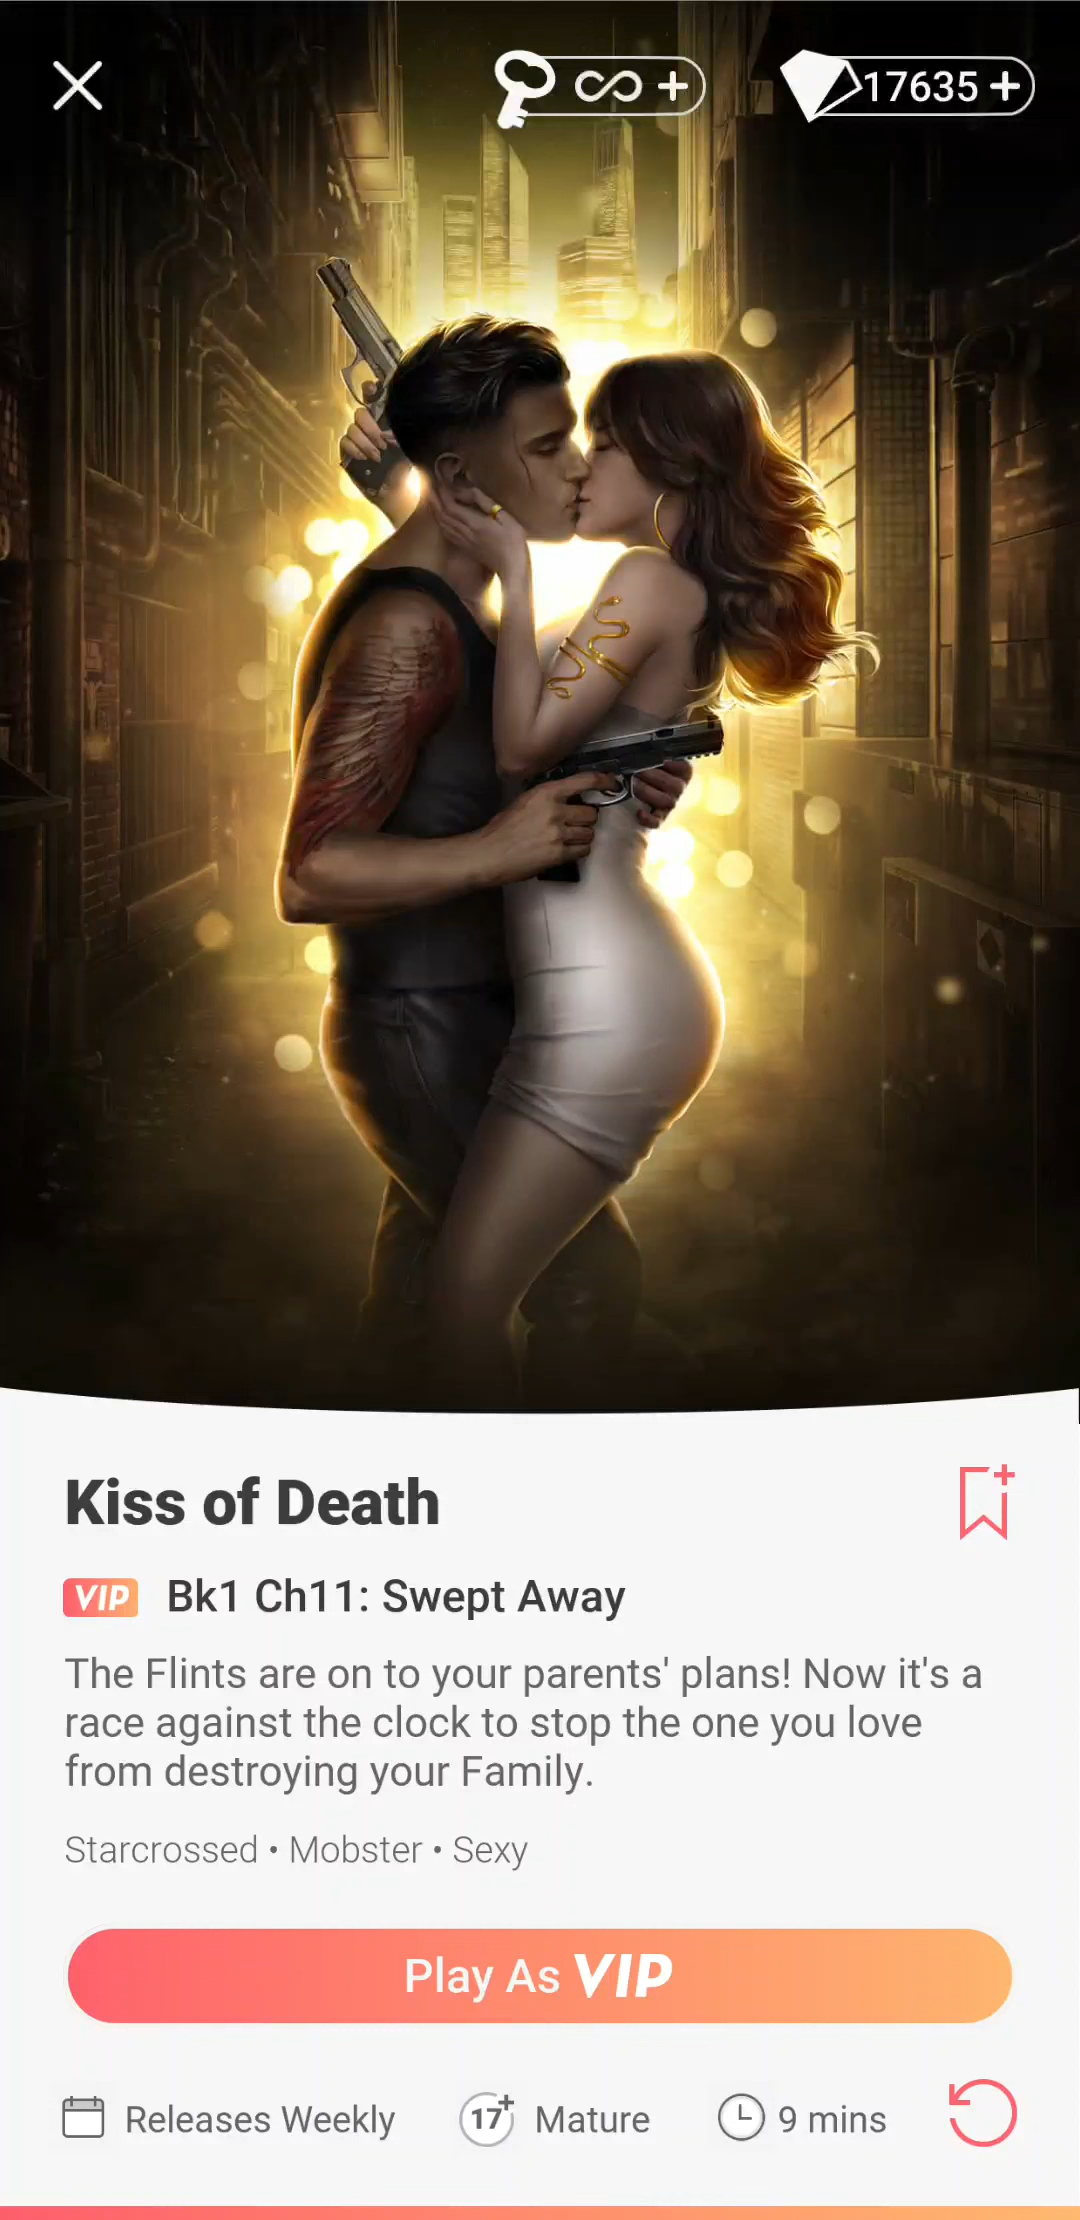 17635
Kiss of Death
VIP Bk1 Ch11: Swept Away
The Flints are on to your parents' plans! Now it's a
race against the clock to stop the one you love
from destroying your Family.
Starcrossed • Mobster • Sexy
Play As VIP
Releases Weekly 17+ Mature 9 mins